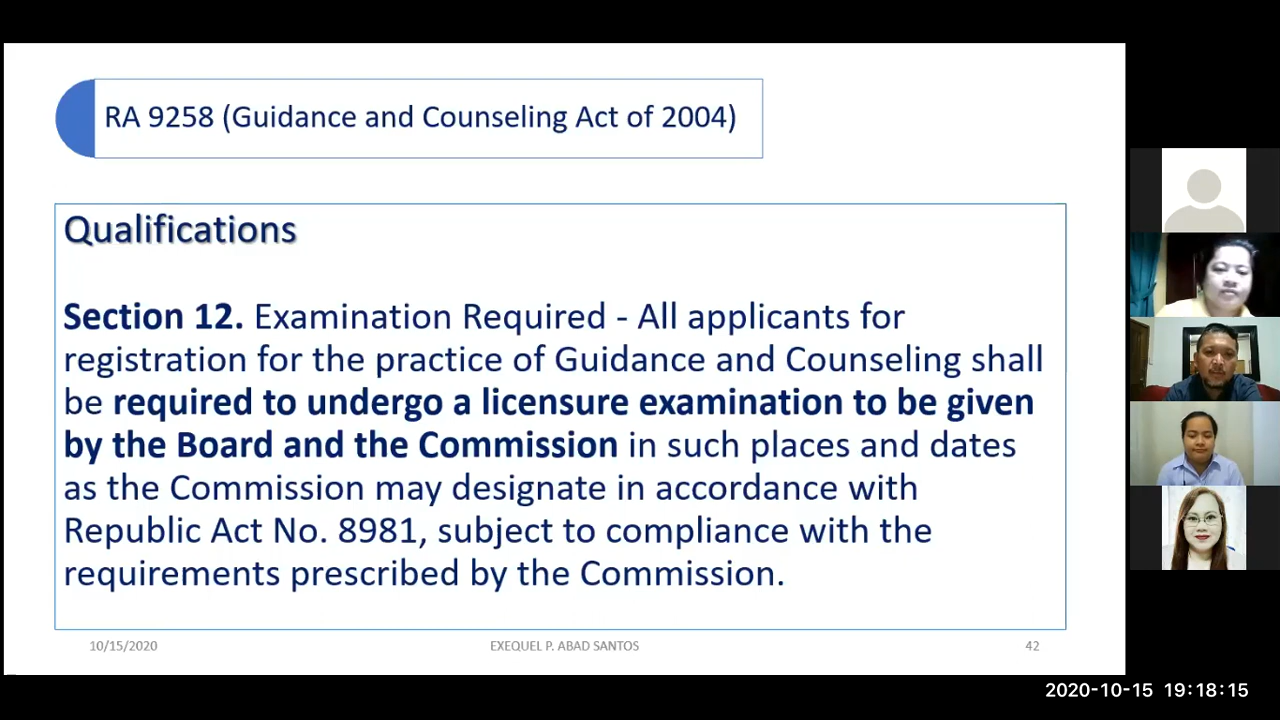 RA 9258 (Guidance and Counseling Act of 2004)
Qualifications
Section 12. Examination Required - All applicants for
registration for the practice of Guidance and Counseling shall
be required to undergo a licensure examination to be given
by the Board and the Commission in such places and dates
as the Commission may designate in accordance with
Republic Act No. 8981, subject to compliance with the
requirements prescribed by the Commission.
10/15/2020 EXEQUEL P. ABAD SANTOS 42
2020-10-15 19:18:15